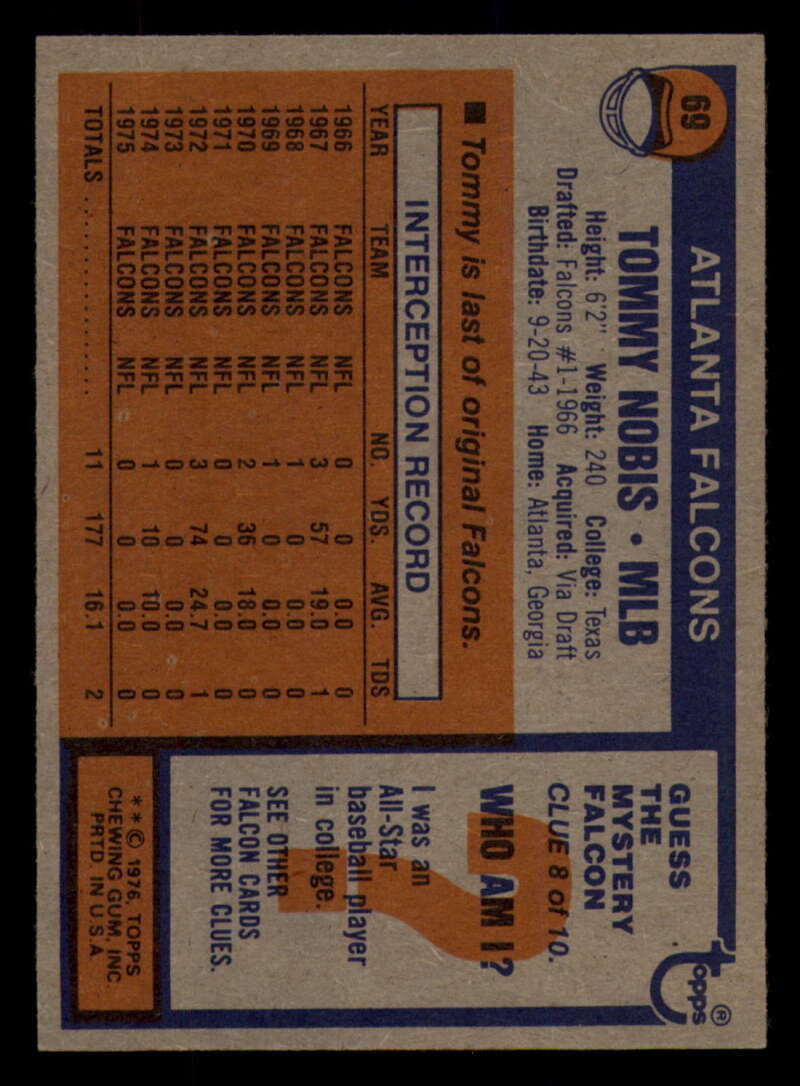 69
ATLANTA FALCONS
TOMMY NOBIS • MLB
Height: 6'2" Weight: 240 College: Texas
Drafted: Falcons #1-1966 Acquired: Via Draft
Birthdate: 9-20-43 Home: Atlanta, Georgia
■ Tommy is last of original Falcons.
INTERCEPTION RECORD
YEAR TEAM NO. YDS. AVG. TDS
1966 FALCONS NFL 0 0 0.0 0
1967 FALCONS NFL 3 57 19.0 1
1968 FALCONS NFL 1 0 0.0 0
1969 FALCONS NFL 1 0 0.0 0
1970 FALCONS NFL 2 36 18.0 0
1971 FALCONS NFL 0 0 0.0 0
1972 FALCONS NFL 3 74 24.7 1
1973 FALCONS NFL 0 0 0.0 0
1974 FALCONS NFL 1 10 10.0 0
1975 FALCONS NFL 0 0 0.0 0
TOTALS .................... 11 177 16.1 2
topps®
GUESS
THE
MYSTERY
FALCON
CLUE 8 of 10.
?
WHO AM I?
I was an
All-Star
baseball player
in college.
SEE OTHER
FALCON CARDS
FOR MORE CLUES.
**© 1976, TOPPS
CHEWING GUM, INC.
PRTD. IN U.S.A.